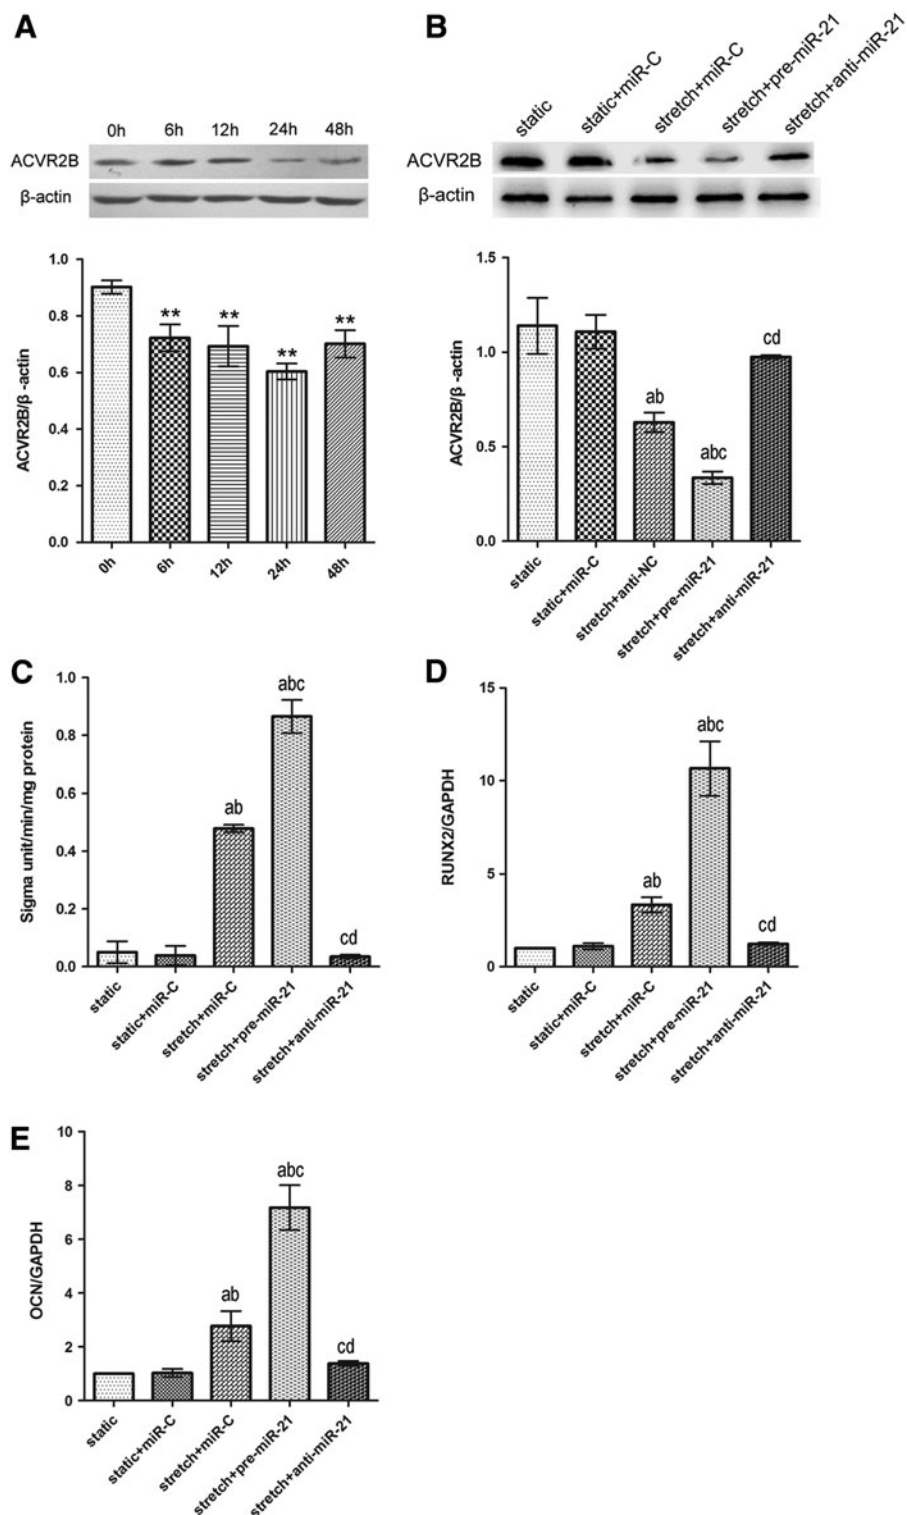 A
0h 6h 12h 24h 48h
ACVR2B
β-actin
1.0
0.8
0.6
0.4
0.2
0.0
ACVR2B/β -actin
** ** ** **
0h 6h 12h 24h 48h
B
static static+miR-C stretch+miR-C stretch+pre-miR-21 stretch+anti-miR-21
ACVR2B
β-actin
1.5
1.0
0.5
0.0
ACVR2B/β -actin
ab abc cd
static static+miR-C stretch+anti-NC stretch+pre-miR-21 stretch+anti-miR-21
C
1.0
0.8
0.6
0.4
0.2
0.0
Sigma unit/min/mg protein
ab abc cd
static static+miR-C stretch+miR-C stretch+pre-miR-21 stretch+anti-miR-21
D
15
10
5
0
RUNX2/GAPDH
ab abc cd
static static+miR-C stretch+miR-C stretch+pre-miR-21 stretch+anti-miR-21
E
10
8
6
4
2
0
OCN/GAPDH
ab abc cd
static static+miR-C stretch+miR-C stretch+pre-miR-21 stretch+anti-miR-21